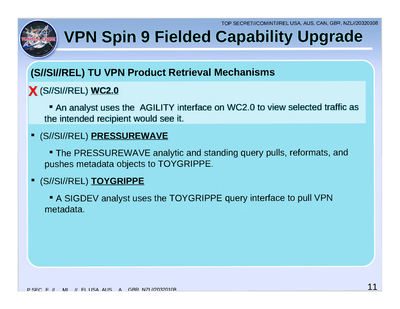 TOP SECRET//COMINT//REL USA, AUS, CAN, GBR, NZL//20320108
VPN Spin 9 Fielded Capability Upgrade
(S//SI//REL) TU VPN Product Retrieval Mechanisms
X (S//SI//REL) WC2.0
▪ An analyst uses the AGILITY interface on WC2.0 to view selected traffic as
the intended recipient would see it.
▪ (S//SI//REL) PRESSUREWAVE
▪ The PRESSUREWAVE analytic and standing query pulls, reformats, and
pushes metadata objects to TOYGRIPPE.
▪ (S//SI//REL) TOYGRIPPE
▪ A SIGDEV analyst uses the TOYGRIPPE query interface to pull VPN
metadata.
11